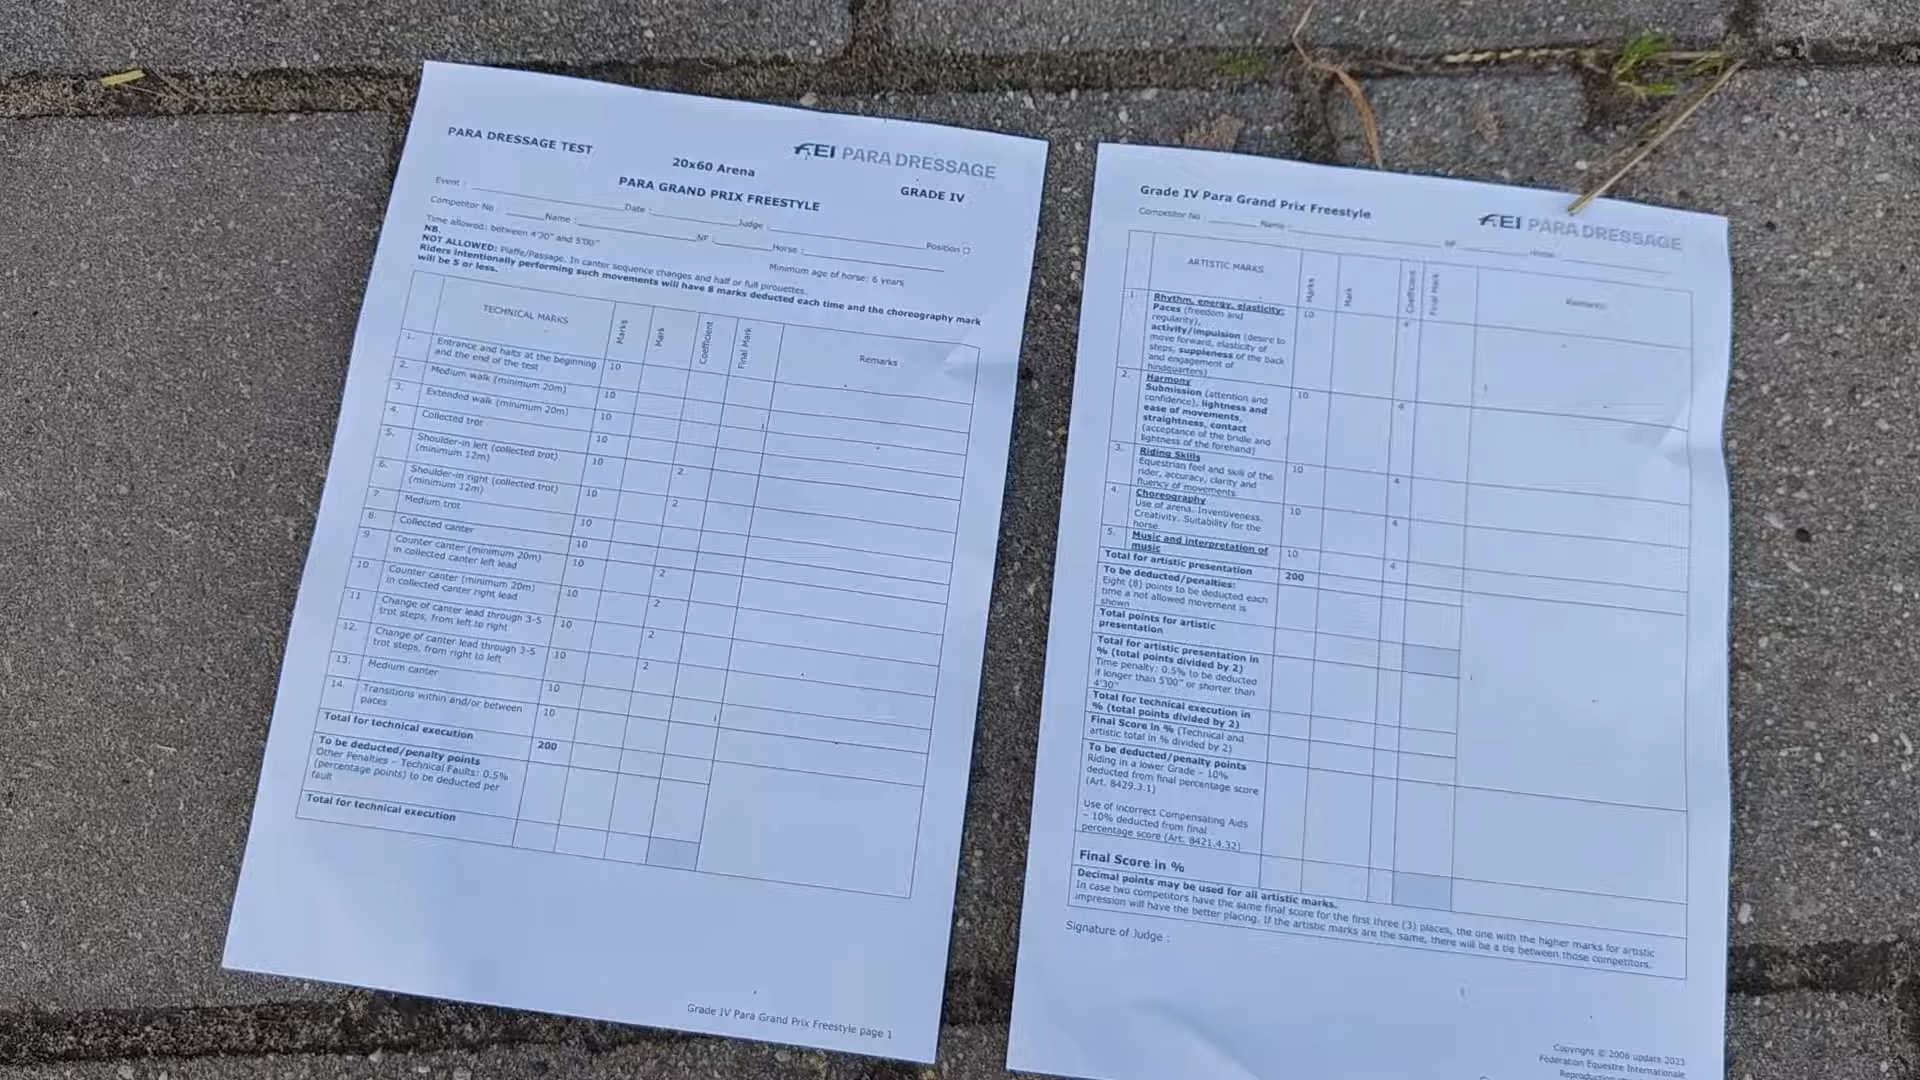 PARA DRESSAGE TEST
FEI PARA DRESSAGE
20x60 Arena
PARA GRAND PRIX FREESTYLE
GRADE IV
Event :
Date :
Judge :
Position
Competitor No :
Name :
NF :
Horse :
Time allowed: between 4'30" and 5'00"
Minimum age of horse: 6 years
NB.
NOT ALLOWED: Piaffe/Passage. In canter sequence changes and half or full pirouettes.
Riders intentionally performing such movements will have 8 marks deducted each time and the choreography mark
will be 5 or less.
TECHNICAL MARKS
Marks
Mark
Coefficient
Final Mark
Remarks
1. Entrance and halts at the beginning
and the end of the test
10
2. Medium walk (minimum 20m) 10
3. Extended walk (minimum 20m) 10
4. Collected trot 10
5. Shoulder-in left (collected trot)
(minimum 12m)
10 2
6. Shoulder-in right (collected trot)
(minimum 12m)
10 2
7 Medium trot 10
8. Collected canter 10
9 Counter canter (minimum 20m)
in collected canter left lead
10 2
10 Counter canter (minimum 20m)
in collected canter right lead
10 2
11 Change of canter lead through 3-5
trot steps, from left to right
10 2
12. Change of canter lead through 3-5
trot steps, from right to left
10 2
13. Medium canter 10
14. Transitions within and/or between
paces
10
Total for technical execution 200
To be deducted/penalty points
Other Penalties – Technical Faults: 0.5%
(percentage points) to be deducted per
fault
Total for technical execution
Grade IV Para Grand Prix Freestyle page 1
Grade IV Para Grand Prix Freestyle
FEI PARA DRESSAGE
Competitor No :
Name :
NF
Horse
ARTISTIC MARKS
Marks
Mark
Coefficient
Final Mark
Remarks
1. Rhythm, energy, elasticity:
Paces (freedom and
regularity),
activity/impulsion (desire to
move forward, elasticity of
steps, suppleness of the back
and engagement of
hindquarters)
10 4
2. Harmony
Submission (attention and
confidence), lightness and
ease of movements,
straightness, contact
(acceptance of the bridle and
lightness of the forehand)
10 4
3. Riding Skills
Equestrian feel and skill of the
rider, accuracy, clarity and
fluency of movements
10 4
4. Choreography
Use of arena. Inventiveness.
Creativity. Suitability for the
horse
10 4
5. Music and interpretation of
music
10 4
Total for artistic presentation 200
To be deducted/penalties:
Eight (8) points to be deducted each
time a not allowed movement is
shown
Total points for artistic
presentation
Total for artistic presentation in
% (total points divided by 2)
Time penalty: 0.5% to be deducted
if longer than 5'00" or shorter than
4'30"
Total for technical execution in
% (total points divided by 2)
Final Score in % (Technical and
artistic total in % divided by 2)
To be deducted/penalty points
Riding in a lower Grade – 10%
deducted from final percentage score
(Art. 8429.3.1)
Use of Incorrect Compensating Aids
– 10% deducted from final
percentage score (Art. 8421.4.32)
Final Score in %
Decimal points may be used for all artistic marks.
In case two competitors have the same final score for the first three (3) places, the one with the higher marks for artistic
impression will have the better placing. If the artistic marks are the same, there will be a tie between those competitors.
Signature of Judge :
Copyright © 2006 update 2023
Fédération Equestre Internationale